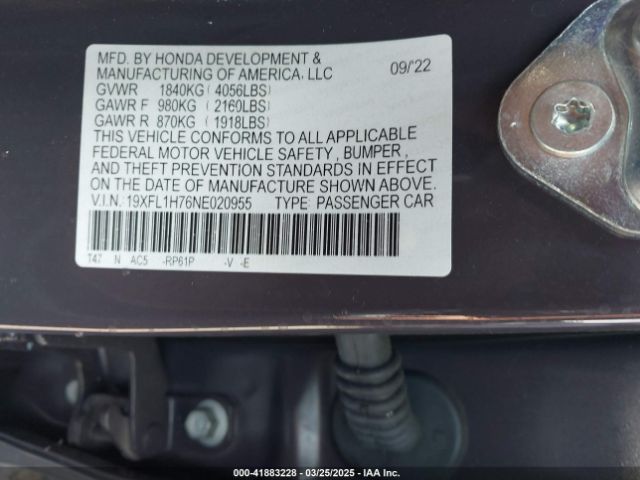 MFD. BY HONDA DEVELOPMENT &
MANUFACTURING OF AMERICA, LLC 09/22
GVWR 1840KG (4056LBS)
GAWR F 980KG (2160LBS)
GAWR R 870KG (1918LBS)
THIS VEHICLE CONFORMS TO ALL APPLICABLE
FEDERAL MOTOR VEHICLE SAFETY , BUMPER ,
AND THEFT PREVENTION STANDARDS IN EFFECT
ON THE DATE OF MANUFACTURE SHOWN ABOVE.
V.I.N.:19XFL1H76NE020955 TYPE: PASSENGER CAR
T47 N AC5 -RP61P -V -E
000-41883228 - 03/25/2025 - IAA Inc.